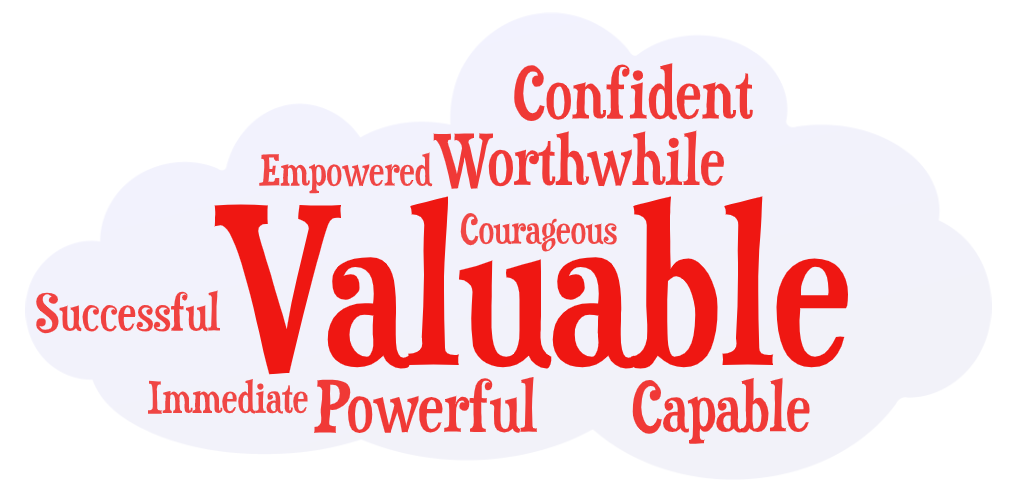 Confident
Empowered Worthwhile
Courageous
Valuable
Successful
Immediate Powerful Capable